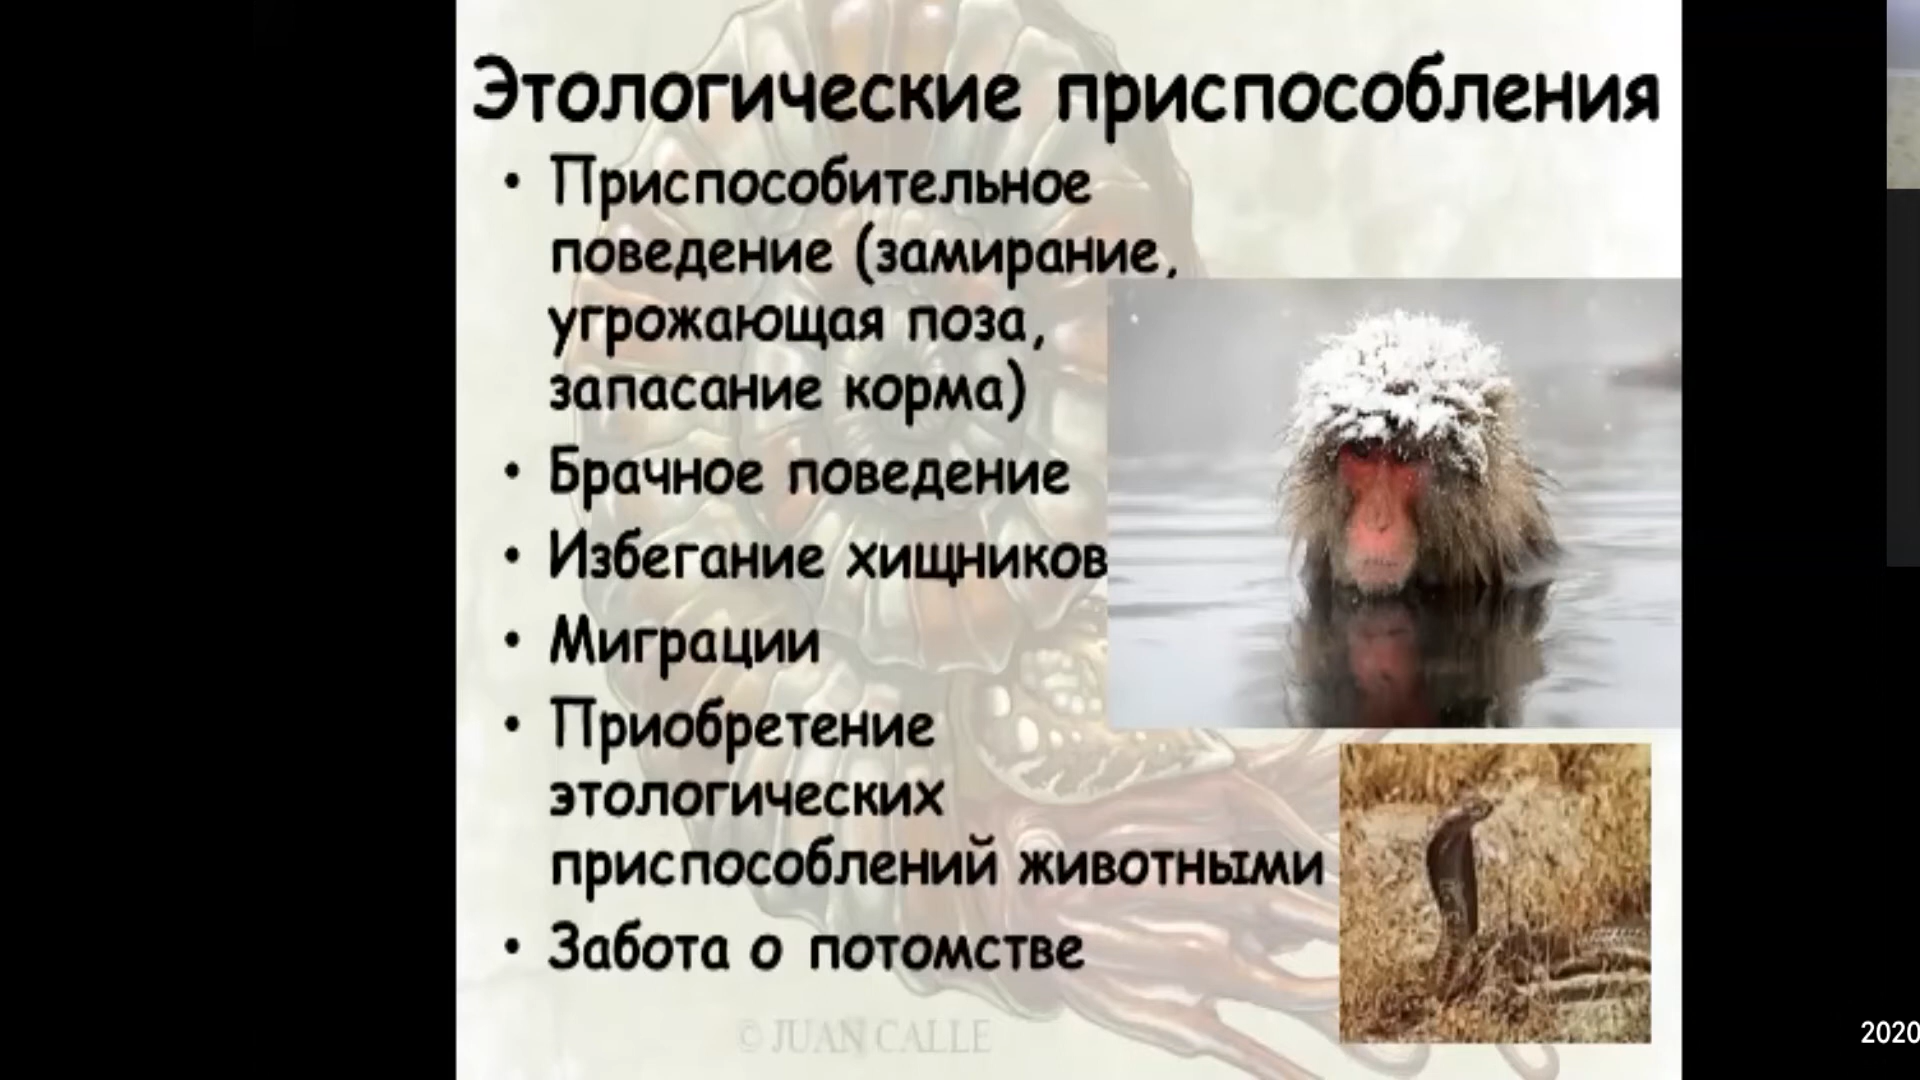 Этологические приспособления
• Приспособительное
поведение (замирание,
угрожающая поза,
запасание корма)
• Брачное поведение
• Избегание хищников
• Миграции
• Приобретение
этологических
приспособлений животными
• Забота о потомстве
© JUAN CALLE
2020